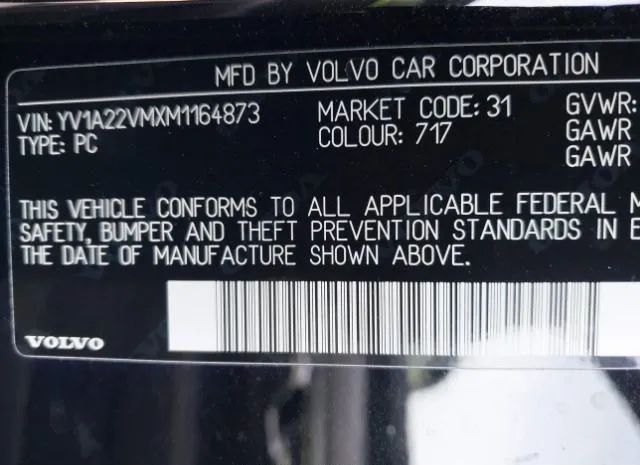 MFD BY VOLVO CAR CORPORATION
VIN: YV1A22VMXM1164873 MARKET CODE: 31 GVWR:
TYPE: PC COLOUR: 717 GAWR
GAWR
THIS VEHICLE CONFORMS TO ALL APPLICABLE FEDERAL M
SAFETY, BUMPER AND THEFT PREVENTION STANDARDS IN E
THE DATE OF MANUFACTURE SHOWN ABOVE.
VOLVO